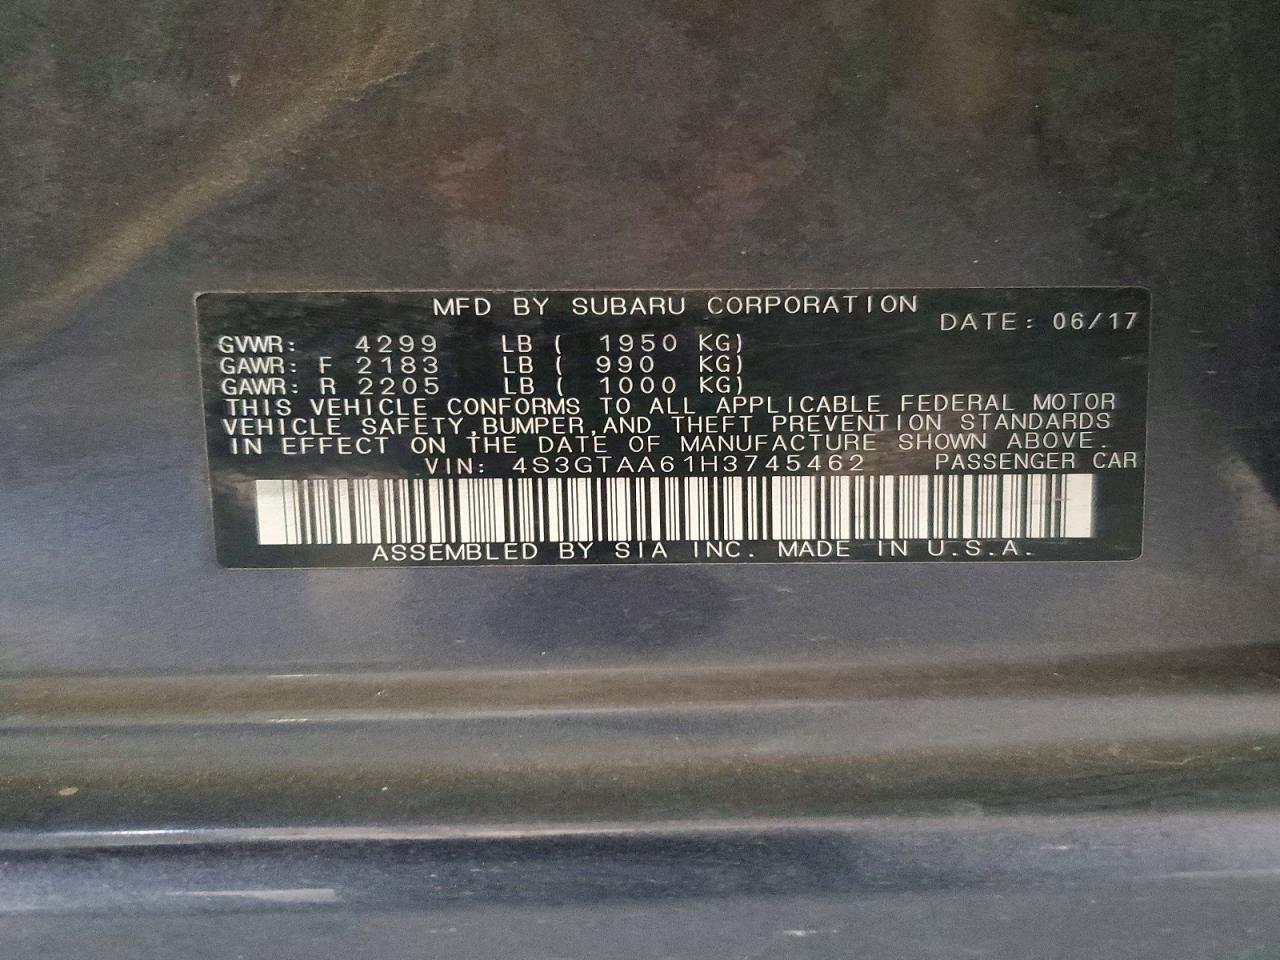 MFD BY SUBARU CORPORATION
DATE: 06/17
GVWR: 4299 LB ( 1950 KG)
GAWR: F 2183 LB ( 990 KG)
GAWR: R 2205 LB ( 1000 KG)
THIS VEHICLE CONFORMS TO ALL APPLICABLE FEDERAL MOTOR
VEHICLE SAFETY,BUMPER,AND THEFT PREVENTION STANDARDS
IN EFFECT ON THE DATE OF MANUFACTURE SHOWN ABOVE.
VIN: 4S3GTAA61H3745462 PASSENGER CAR
ASSEMBLED BY SIA INC. MADE IN U.S.A.